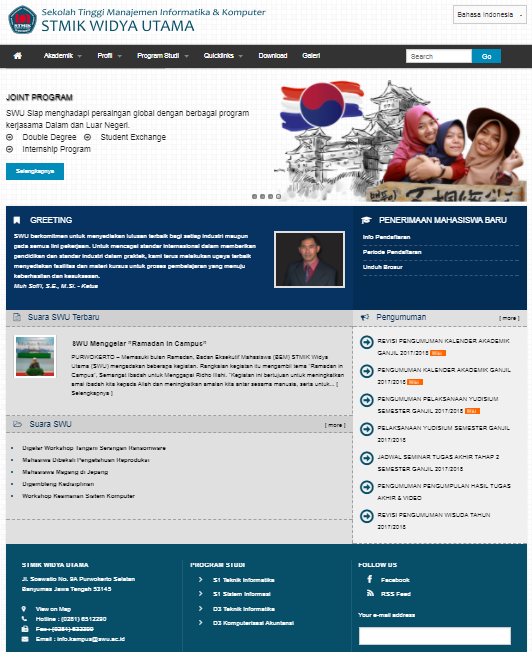 Sekolah Tinggi Manajemen Informatika & Komputer
STMIK WIDYA UTAMA
Bahasa Indonesia
Akademik
Profil
Program Studi
Quicklinks
Download
Galeri
Search
Go
JOINT PROGRAM
SWU Siap menghadapi persaingan global dengan berbagai program
kerjasama Dalam dan Luar Negeri.
Double Degree
Student Exchange
Internship Program
Selengkapnya
GREETING
SWU berkomitmen untuk menyediakan lulusan terbaik bagi setiap industri maupun
pada semua lini pekerjaan. Untuk mencapai standar internasional dalam memberikan
pendidikan dan standar industri dalam praktek, kami terus melakukan upaya terbaik
menyediakan fasilitas dan materi kursus untuk proses pembelajaran yang menuju
keberhasilan dan kesuksesan.
Muh Sofi'i, S.E., M.Si. - Ketua
PENERIMAAN MAHASISWA BARU
Info Pendaftaran
Periode Pendaftaran
Unduh Brosur
Suara SWU Terbaru
SWU Menggelar "Ramadan in Campus"
PURWOKERTO – Memasuki bulan Ramadan, Badan Eksekutif Mahasiswa (BEM) STMIK Widya
Utama (SWU) mengadakan beberapa kegiatan. Rangkaian kegiatan itu mengambil tema "Ramadan in
Campus", Semangat Ibadah untuk Menggapai Ridho Illahi. "Kegiatan ini bertujuan untuk meningkatkan
amal ibadah kita kepada Allah dan meningkatkan amalan kita antar sesama manusia, serta untuk... [
Selengkapnya ]
Suara SWU
[ more ]
Digelar Workshop Tangani Serangan Ransomware
Mahasiswa Dibekali Pengetahuan Reproduksi
Mahasiswa Magang di Jepang
Digembleng Kedisiplinan
Workshop Keamanan Sistem Komputer
Pengumuman
[ more ]
REVISI PENGUMUMAN KALENDER AKADEMIK
GANJIL 2017/2018
PENGUMUMAN KALENDER AKADEMIK GANJIL
2017/2018
PENGUMUMAN PELAKSANAAN YUDISIUM
SEMESTER GANJIL 2017/2018
PELAKSANAAN YUDISIUM SEMESTER GANJIL
2017/2018
JADWAL SEMINAR TUGAS AKHIR TAHAP 2
SEMESTER GANJIL 2017/2018
PENGUMUMAN PENGUMPULAN HASIL TUGAS
AKHIR & VIDEO
REVISI PENGUMUMAN WISUDA TAHUN
2017/2018
STMIK WIDYA UTAMA
Jl. Soewatio No. 9A Purwokerto Selatan
Banyumas Jawa Tengah 53145
View on Map
Hotline : (0281) 6512290
Fax : (0281) 622399
Email : info.kampus@swu.ac.id
PROGRAM STUDI
S1 Teknik Informatika
S1 Sistem Informasi
D3 Teknik Informatika
D3 Komputerisasi Akuntansi
FOLLOW US
Facebook
RSS Feed
Your e-mail address